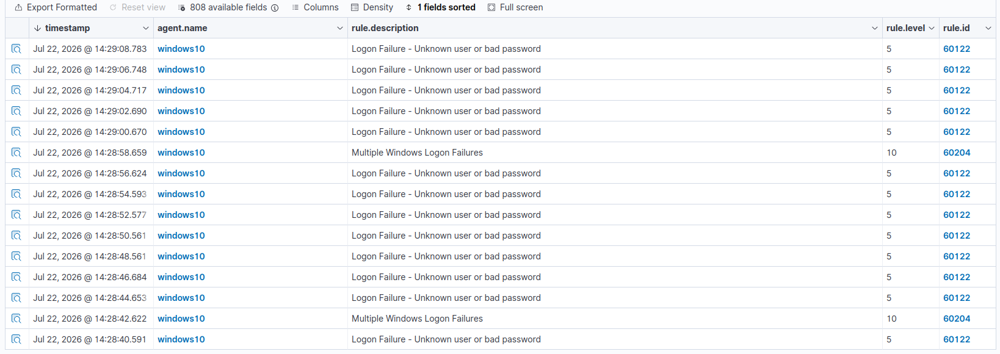 Export Formatted Reset view 808 available fields Columns Density 1 fields sorted Full screen
timestamp agent.name rule.description rule.level rule.id
Jul 22, 2026 @ 14:29:08.783 windows10 Logon Failure - Unknown user or bad password 5 60122
Jul 22, 2026 @ 14:29:06.748 windows10 Logon Failure - Unknown user or bad password 5 60122
Jul 22, 2026 @ 14:29:04.717 windows10 Logon Failure - Unknown user or bad password 5 60122
Jul 22, 2026 @ 14:29:02.690 windows10 Logon Failure - Unknown user or bad password 5 60122
Jul 22, 2026 @ 14:29:00.670 windows10 Logon Failure - Unknown user or bad password 5 60122
Jul 22, 2026 @ 14:28:58.659 windows10 Multiple Windows Logon Failures 10 60204
Jul 22, 2026 @ 14:28:56.624 windows10 Logon Failure - Unknown user or bad password 5 60122
Jul 22, 2026 @ 14:28:54.593 windows10 Logon Failure - Unknown user or bad password 5 60122
Jul 22, 2026 @ 14:28:52.577 windows10 Logon Failure - Unknown user or bad password 5 60122
Jul 22, 2026 @ 14:28:50.561 windows10 Logon Failure - Unknown user or bad password 5 60122
Jul 22, 2026 @ 14:28:48.561 windows10 Logon Failure - Unknown user or bad password 5 60122
Jul 22, 2026 @ 14:28:46.684 windows10 Logon Failure - Unknown user or bad password 5 60122
Jul 22, 2026 @ 14:28:44.653 windows10 Logon Failure - Unknown user or bad password 5 60122
Jul 22, 2026 @ 14:28:42.622 windows10 Multiple Windows Logon Failures 10 60204
Jul 22, 2026 @ 14:28:40.591 windows10 Logon Failure - Unknown user or bad password 5 60122